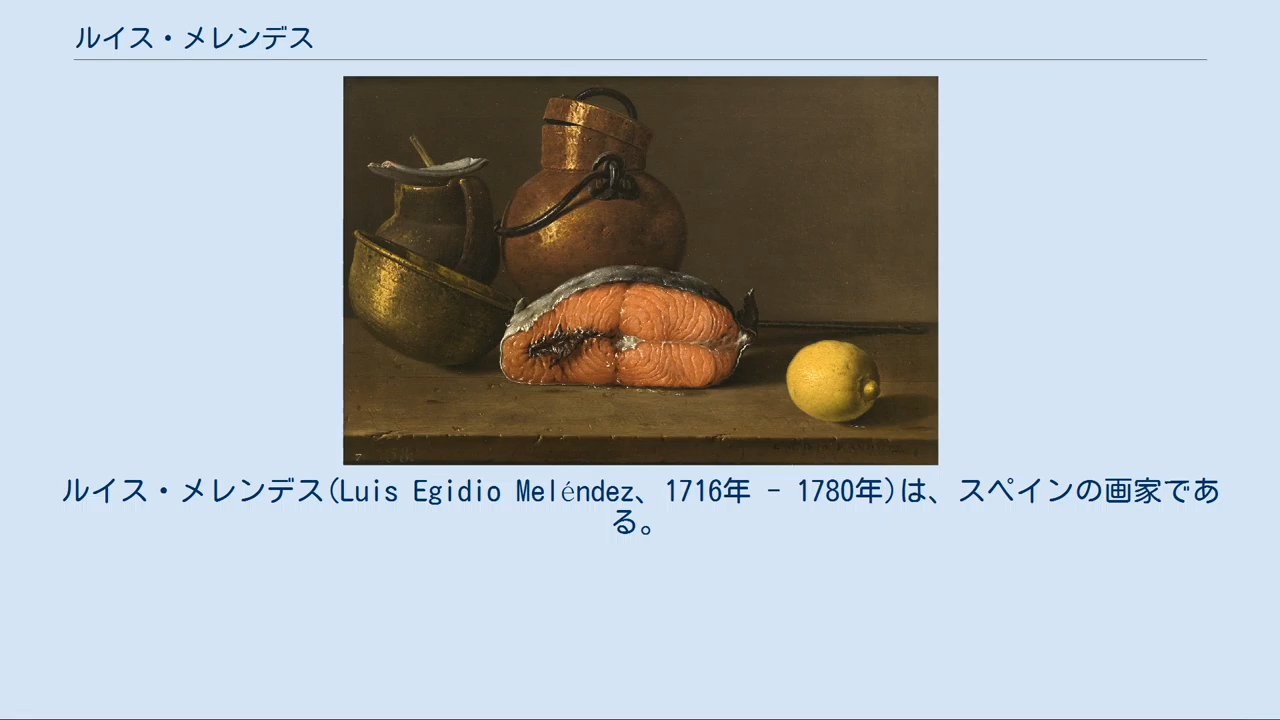 ルイス・メレンデス
ルイス・メレンデス(Luis Egidio Meléndez、1716年 - 1780年)は、スペインの画家であ
る。